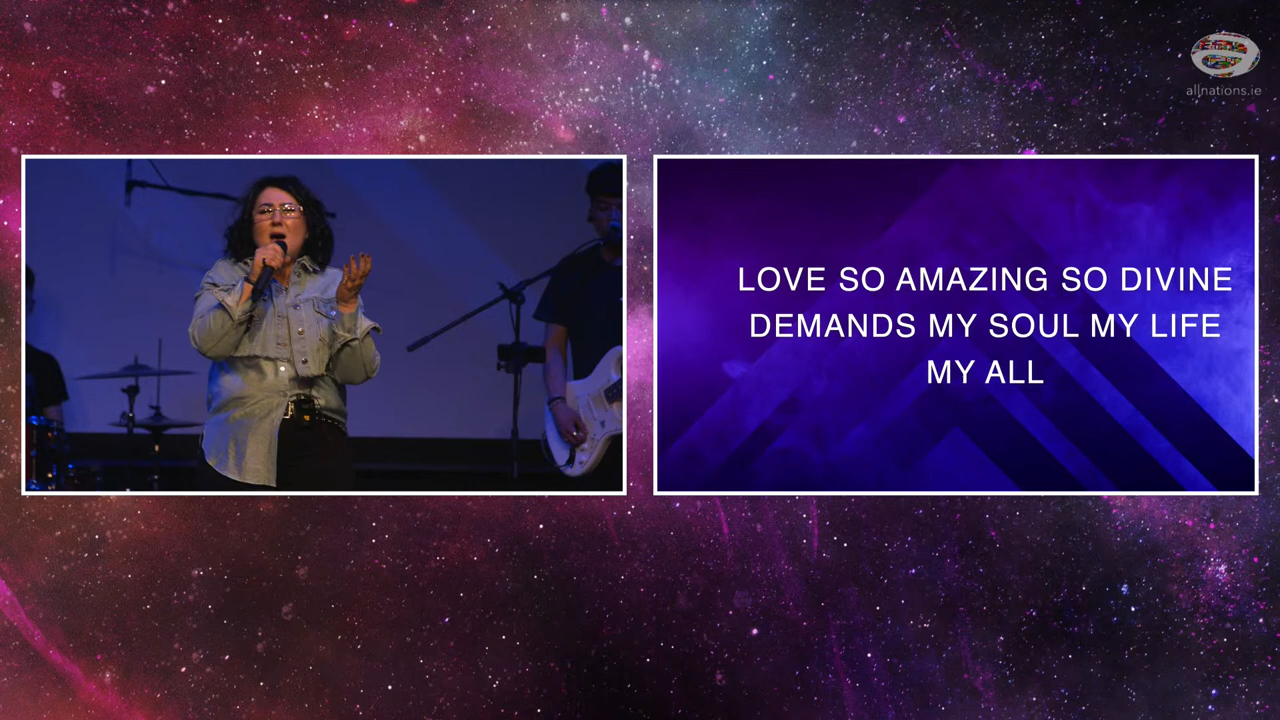 allnations.ie
LOVE SO AMAZING SO DIVINE
DEMANDS MY SOUL MY LIFE
MY ALL